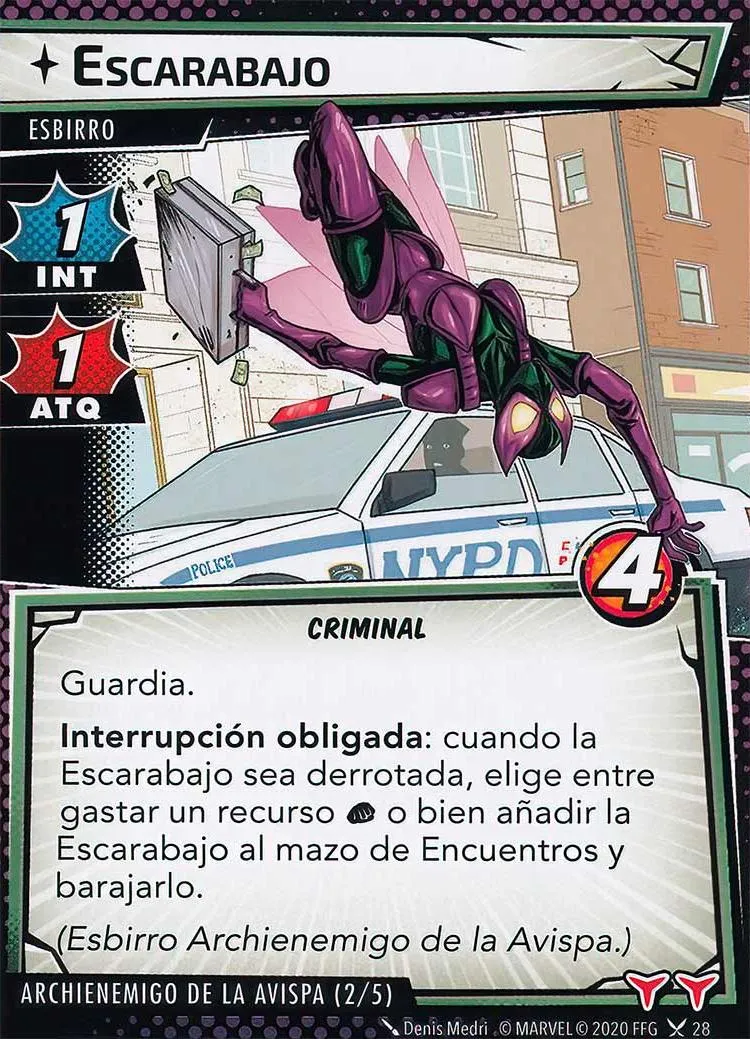 ESCARABAJO
ESBIRRO
1
INT
1
ATQ
POLICE
NYPD
4
CRIMINAL
Guardia.
Interrupción obligada: cuando la
Escarabajo sea derrotada, elige entre
gastar un recurso o bien añadir la
Escarabajo al mazo de Encuentros y
barajarlo.
(Esbirro Archienemigo de la Avispa.)
ARCHIENEMIGO DE LA AVISPA (2/5)
Denis Medri © MARVEL © 2020 FFG 28